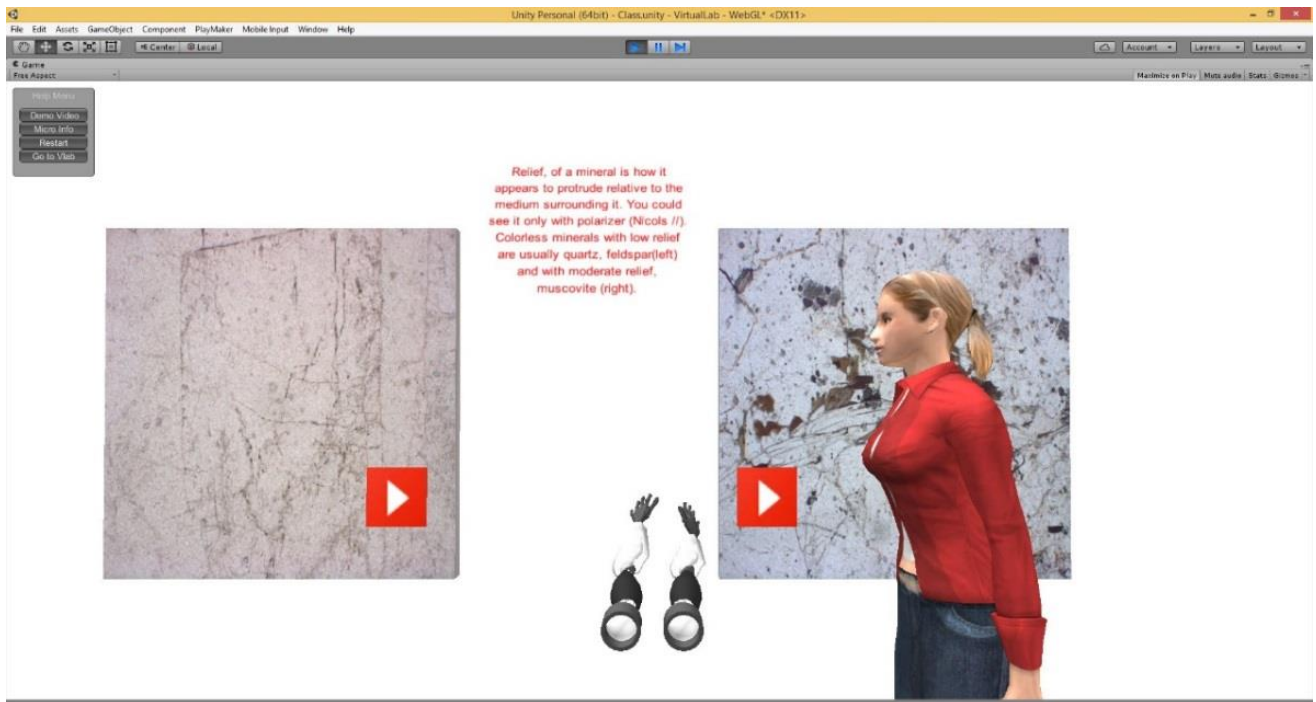 Unity Personal (64bit) - Class.unity - VirtualLab - WebGL* <DX11>
File Edit Assets GameObject Component PlayMaker Mobile Input Window Help
Center Local Account Layers Layout
Game
Free Aspect Maximize on Play Mute audio Stats Gizmos
Help Menu
Demo Video
Micro Info
Restart
Go to Vlab
Relief, of a mineral is how it
appears to protrude relative to the
medium surrounding it. You could
see it only with polarizer (Nicols //).
Colorless minerals with low relief
are usually quartz, feldspar(left)
and with moderate relief,
muscovite (right).